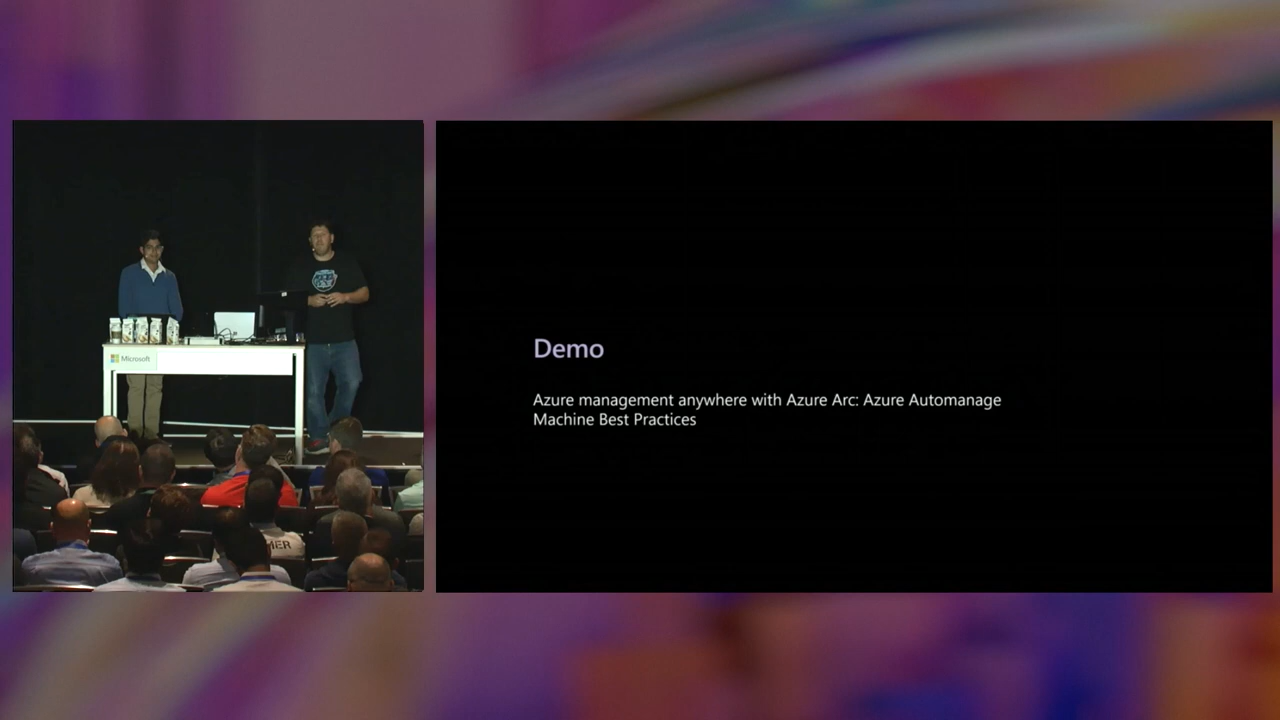 Microsoft
Demo
Azure management anywhere with Azure Arc: Azure Automanage
Machine Best Practices